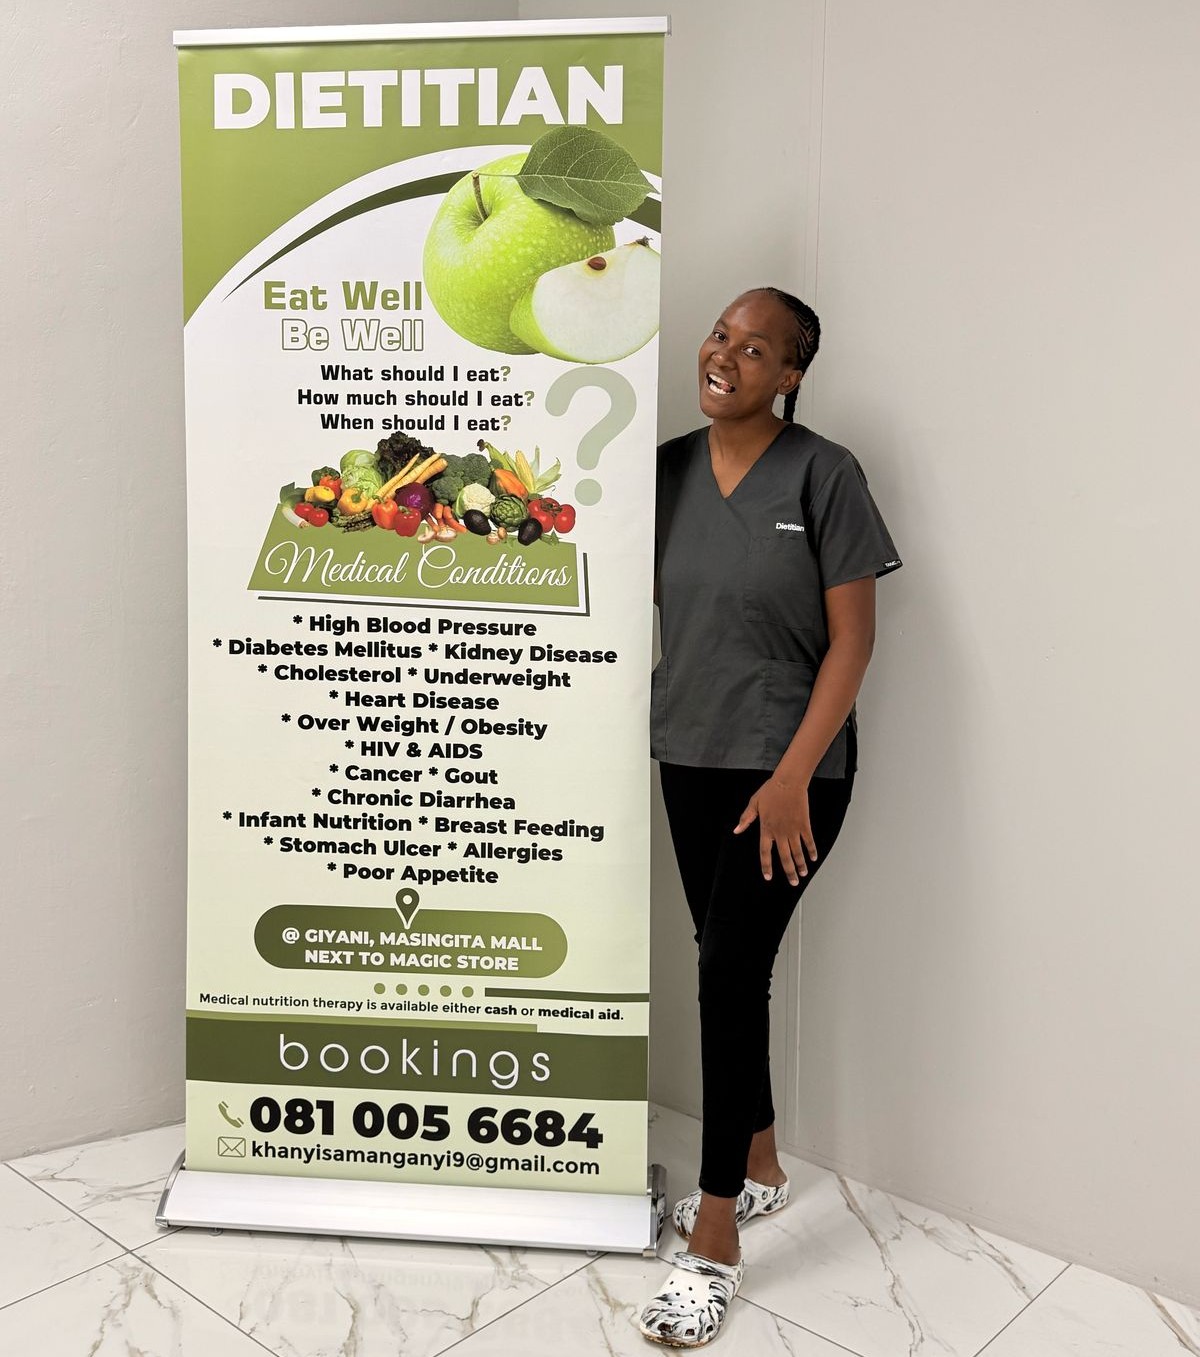 DIETITIAN
Eat Well
Be Well
What should I eat?
How much should I eat?
When should I eat?
?
Medical Conditions
* High Blood Pressure
* Diabetes Mellitus * Kidney Disease
* Cholesterol * Underweight
* Heart Disease
* Over Weight / Obesity
* HIV & AIDS
* Cancer * Gout
* Chronic Diarrhea
* Infant Nutrition * Breast Feeding
* Stomach Ulcer * Allergies
* Poor Appetite
@ GIYANI, MASINGITA MALL
NEXT TO MAGIC STORE
Medical nutrition therapy is available either cash or medical aid.
bookings
081 005 6684
khanyisamanganyi9@gmail.com
Dietitian